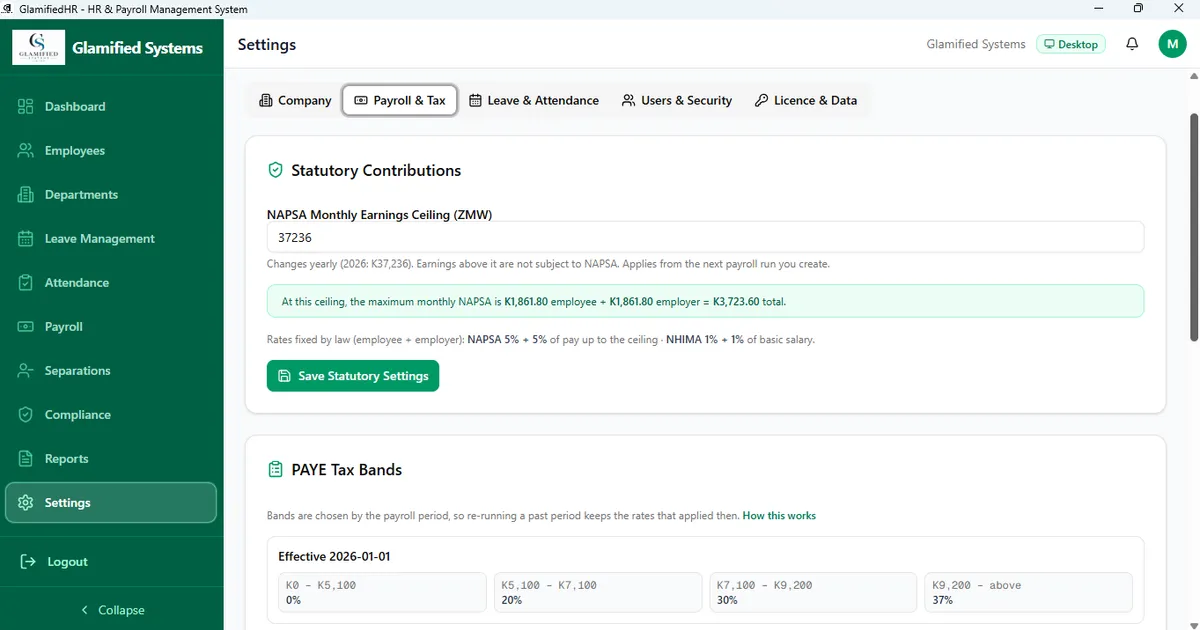 GlamifiedHR - HR & Payroll Management System
GLAMIFIED
Glamified Systems
Settings
Glamified Systems
Desktop
M
Dashboard
Employees
Departments
Leave Management
Attendance
Payroll
Separations
Compliance
Reports
Settings
Logout
Collapse
Company
Payroll & Tax
Leave & Attendance
Users & Security
Licence & Data
Statutory Contributions
NAPSA Monthly Earnings Ceiling (ZMW)
37236
Changes yearly (2026: K37,236). Earnings above it are not subject to NAPSA. Applies from the next payroll run you create.
At this ceiling, the maximum monthly NAPSA is K1,861.80 employee + K1,861.80 employer = K3,723.60 total.
Rates fixed by law (employee + employer): NAPSA 5% + 5% of pay up to the ceiling · NHIMA 1% + 1% of basic salary.
Save Statutory Settings
PAYE Tax Bands
Bands are chosen by the payroll period, so re-running a past period keeps the rates that applied then. How this works
Effective 2026-01-01
K0 – K5,100
0%
K5,100 – K7,100
20%
K7,100 – K9,200
30%
K9,200 – above
37%